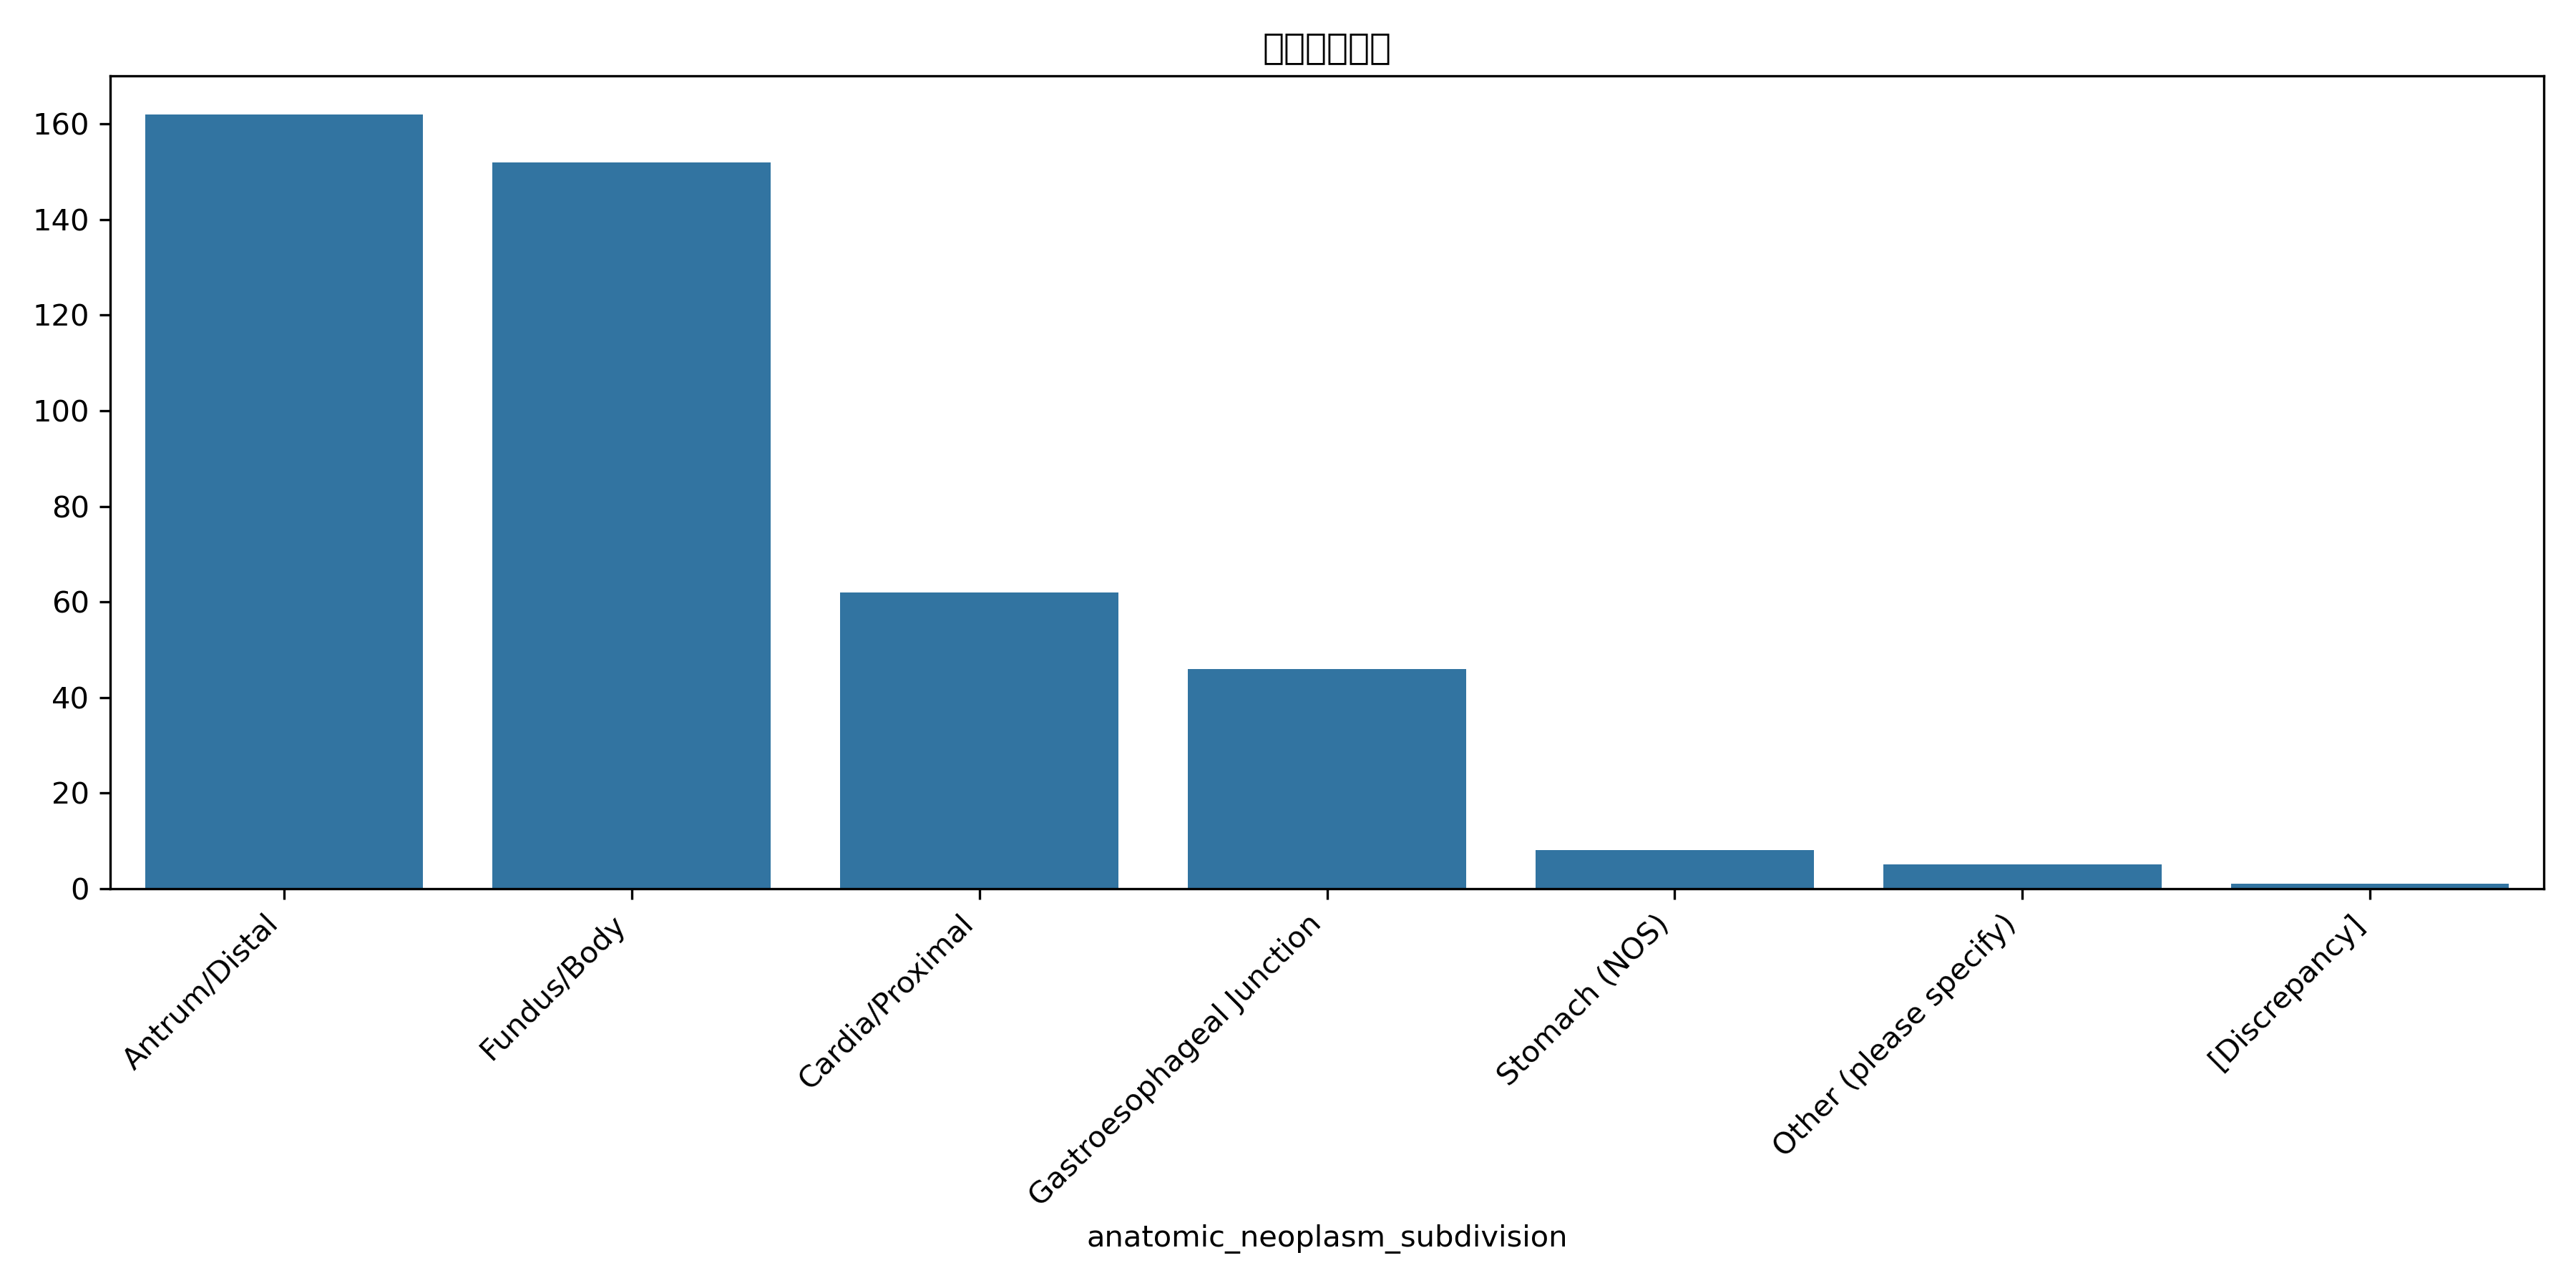 160
140
120
100
80
60
40
20
0
Antrum/Distal
Fundus/Body
Cardia/Proximal
Gastroesophageal Junction
Stomach (NOS)
Other (please specify)
[Discrepancy]
anatomic_neoplasm_subdivision